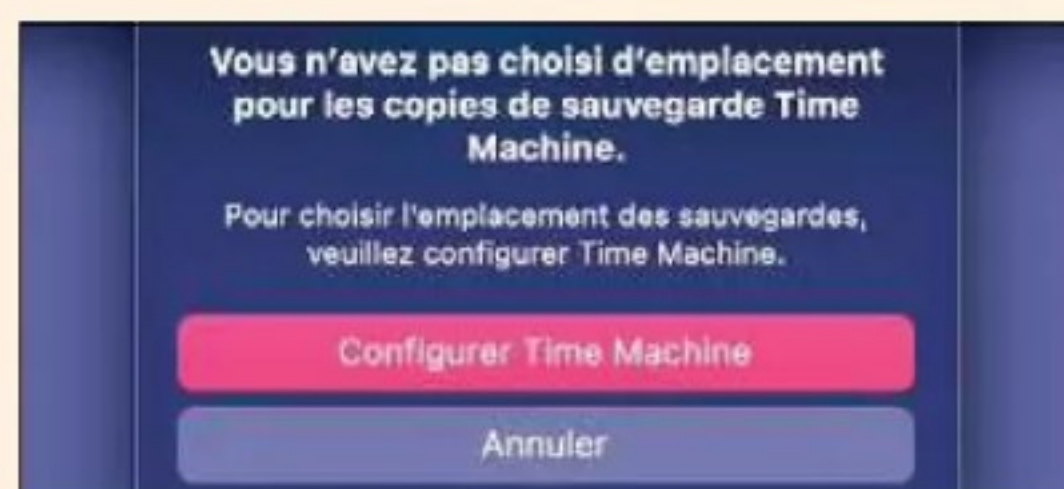 Vous n'avez pas choisi d'emplacement
pour les copies de sauvegarde Time
Machine.
Pour choisir l'emplacement des sauvegardes,
veuillez configurer Time Machine.
Configurer Time Machine
Annuler